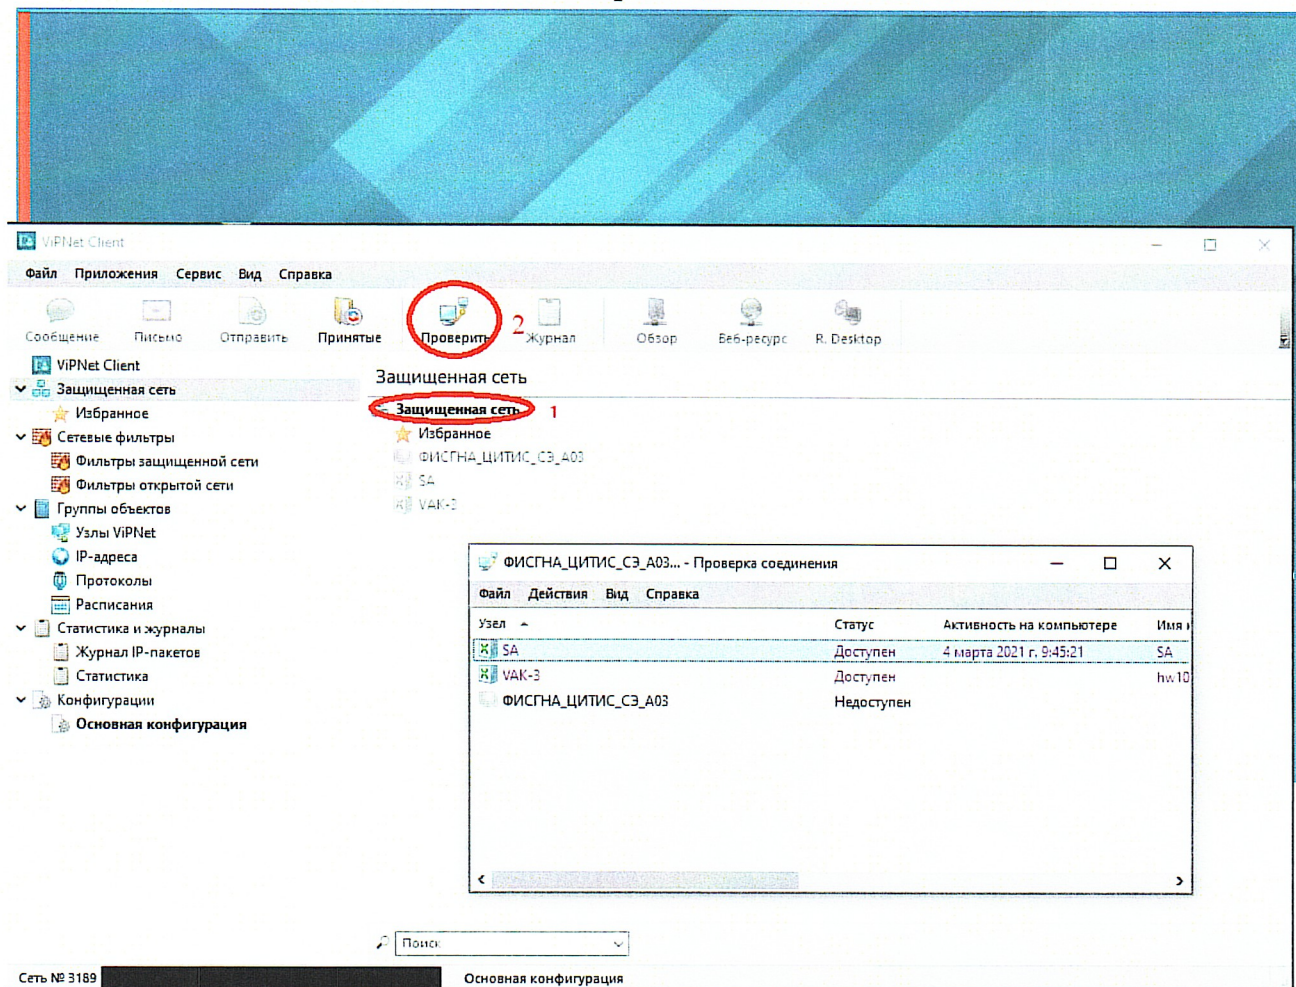 ViPNet Client
Файл Приложения Сервис Вид Справка
Сообщение Письмо Отправить Принятые Проверить 2 Журнал Обзор Веб-ресурс R. Desktop
ViPNet Client
Защищенная сеть
Избранное
Сетевые фильтры
Фильтры защищенной сети
Фильтры открытой сети
Группы объектов
Узлы ViPNet
IP-адреса
Протоколы
Расписания
Статистика и журналы
Журнал IP-пакетов
Статистика
Конфигурации
Основная конфигурация
Защищенная сеть
Защищенная сеть 1
Избранное
ФИСГНА_ЦИТИС_СЭ_А03
SA
VAK-3
ФИСГНА_ЦИТИС_СЭ_А03... - Проверка соединения
Файл Действия Вид Справка
Узел Статус Активность на компьютере Имя
SA Доступен 4 марта 2021 г. 9:45:21 SA
VAK-3 Доступен hw10
ФИСГНА_ЦИТИС_СЭ_А03 Недоступен
Поиск
Сеть № 3189 Основная конфигурация